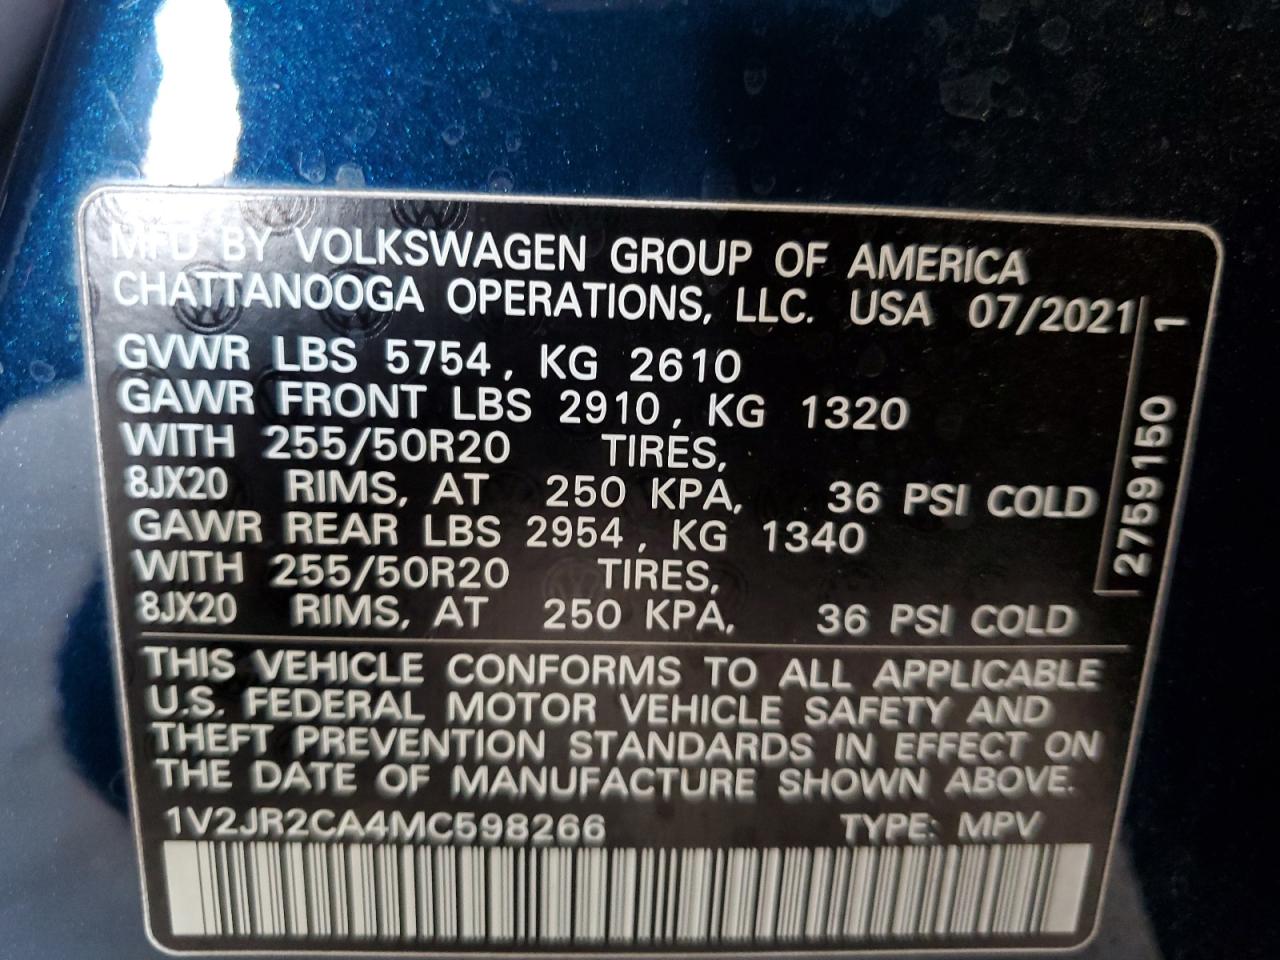 MFD BY VOLKSWAGEN GROUP OF AMERICA
CHATTANOOGA OPERATIONS, LLC. USA 07/2021
GVWR LBS 5754, KG 2610
GAWR FRONT LBS 2910, KG 1320
WITH 255/50R20 TIRES,
8JX20 RIMS, AT 250 KPA, 36 PSI COLD
GAWR REAR LBS 2954, KG 1340
WITH 255/50R20 TIRES,
8JX20 RIMS, AT 250 KPA, 36 PSI COLD
2759150 1
THIS VEHICLE CONFORMS TO ALL APPLICABLE
U.S. FEDERAL MOTOR VEHICLE SAFETY AND
THEFT PREVENTION STANDARDS IN EFFECT ON
THE DATE OF MANUFACTURE SHOWN ABOVE.
1V2JR2CA4MC598266 TYPE: MPV